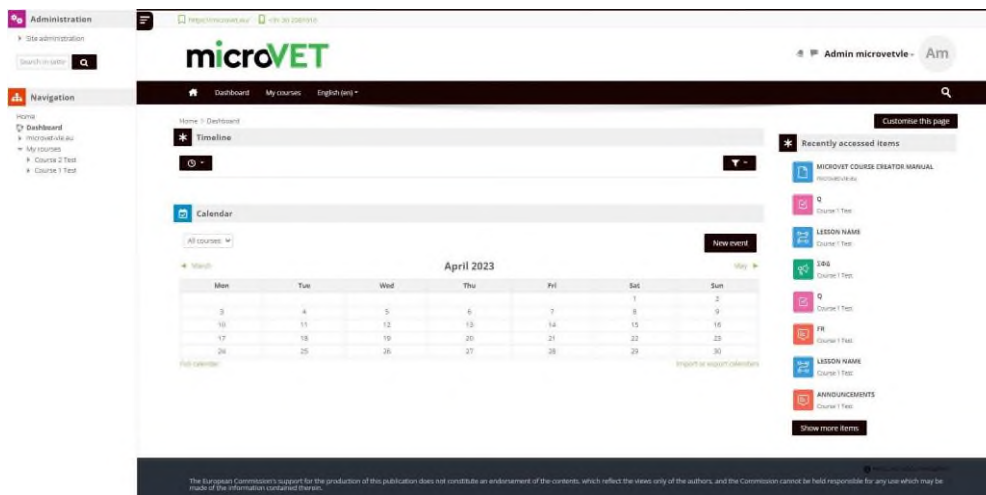 Administration
Site administration
Search in settin
Navigation
Home
Dashboard
microvet-vle.eu
My courses
Course 2 Test
Course 1 Test
microVET
Admin microvetvle
Am
Dashboard My courses English (en)
Home Dashboard
Customise this page
Timeline
Calendar
All courses
New event
March
April 2023
May
Mon Tue Wed Thu Fri Sat Sun
1 2
3 4 5 6 7 8 9
10 11 12 13 14 15 16
17 18 19 20 21 22 23
24 25 26 27 28 29 30
Full calendar
Import or export calendars
Recently accessed items
MICROVET COURSE CREATOR MANUAL
microvetvle.eu
Q
Course 1 Test
LESSON NAME
Course 1 Test
Course 1 Test
Q
Course 1 Test
FR
Course 1 Test
LESSON NAME
Course 1 Test
ANNOUNCEMENTS
Course 1 Test
Show more items
The European Commission's support for the production of this publication does not constitute an endorsement of the contents, which reflect the views only of the authors, and the Commission cannot be held responsible for any use which may be
made of the information contained therein.